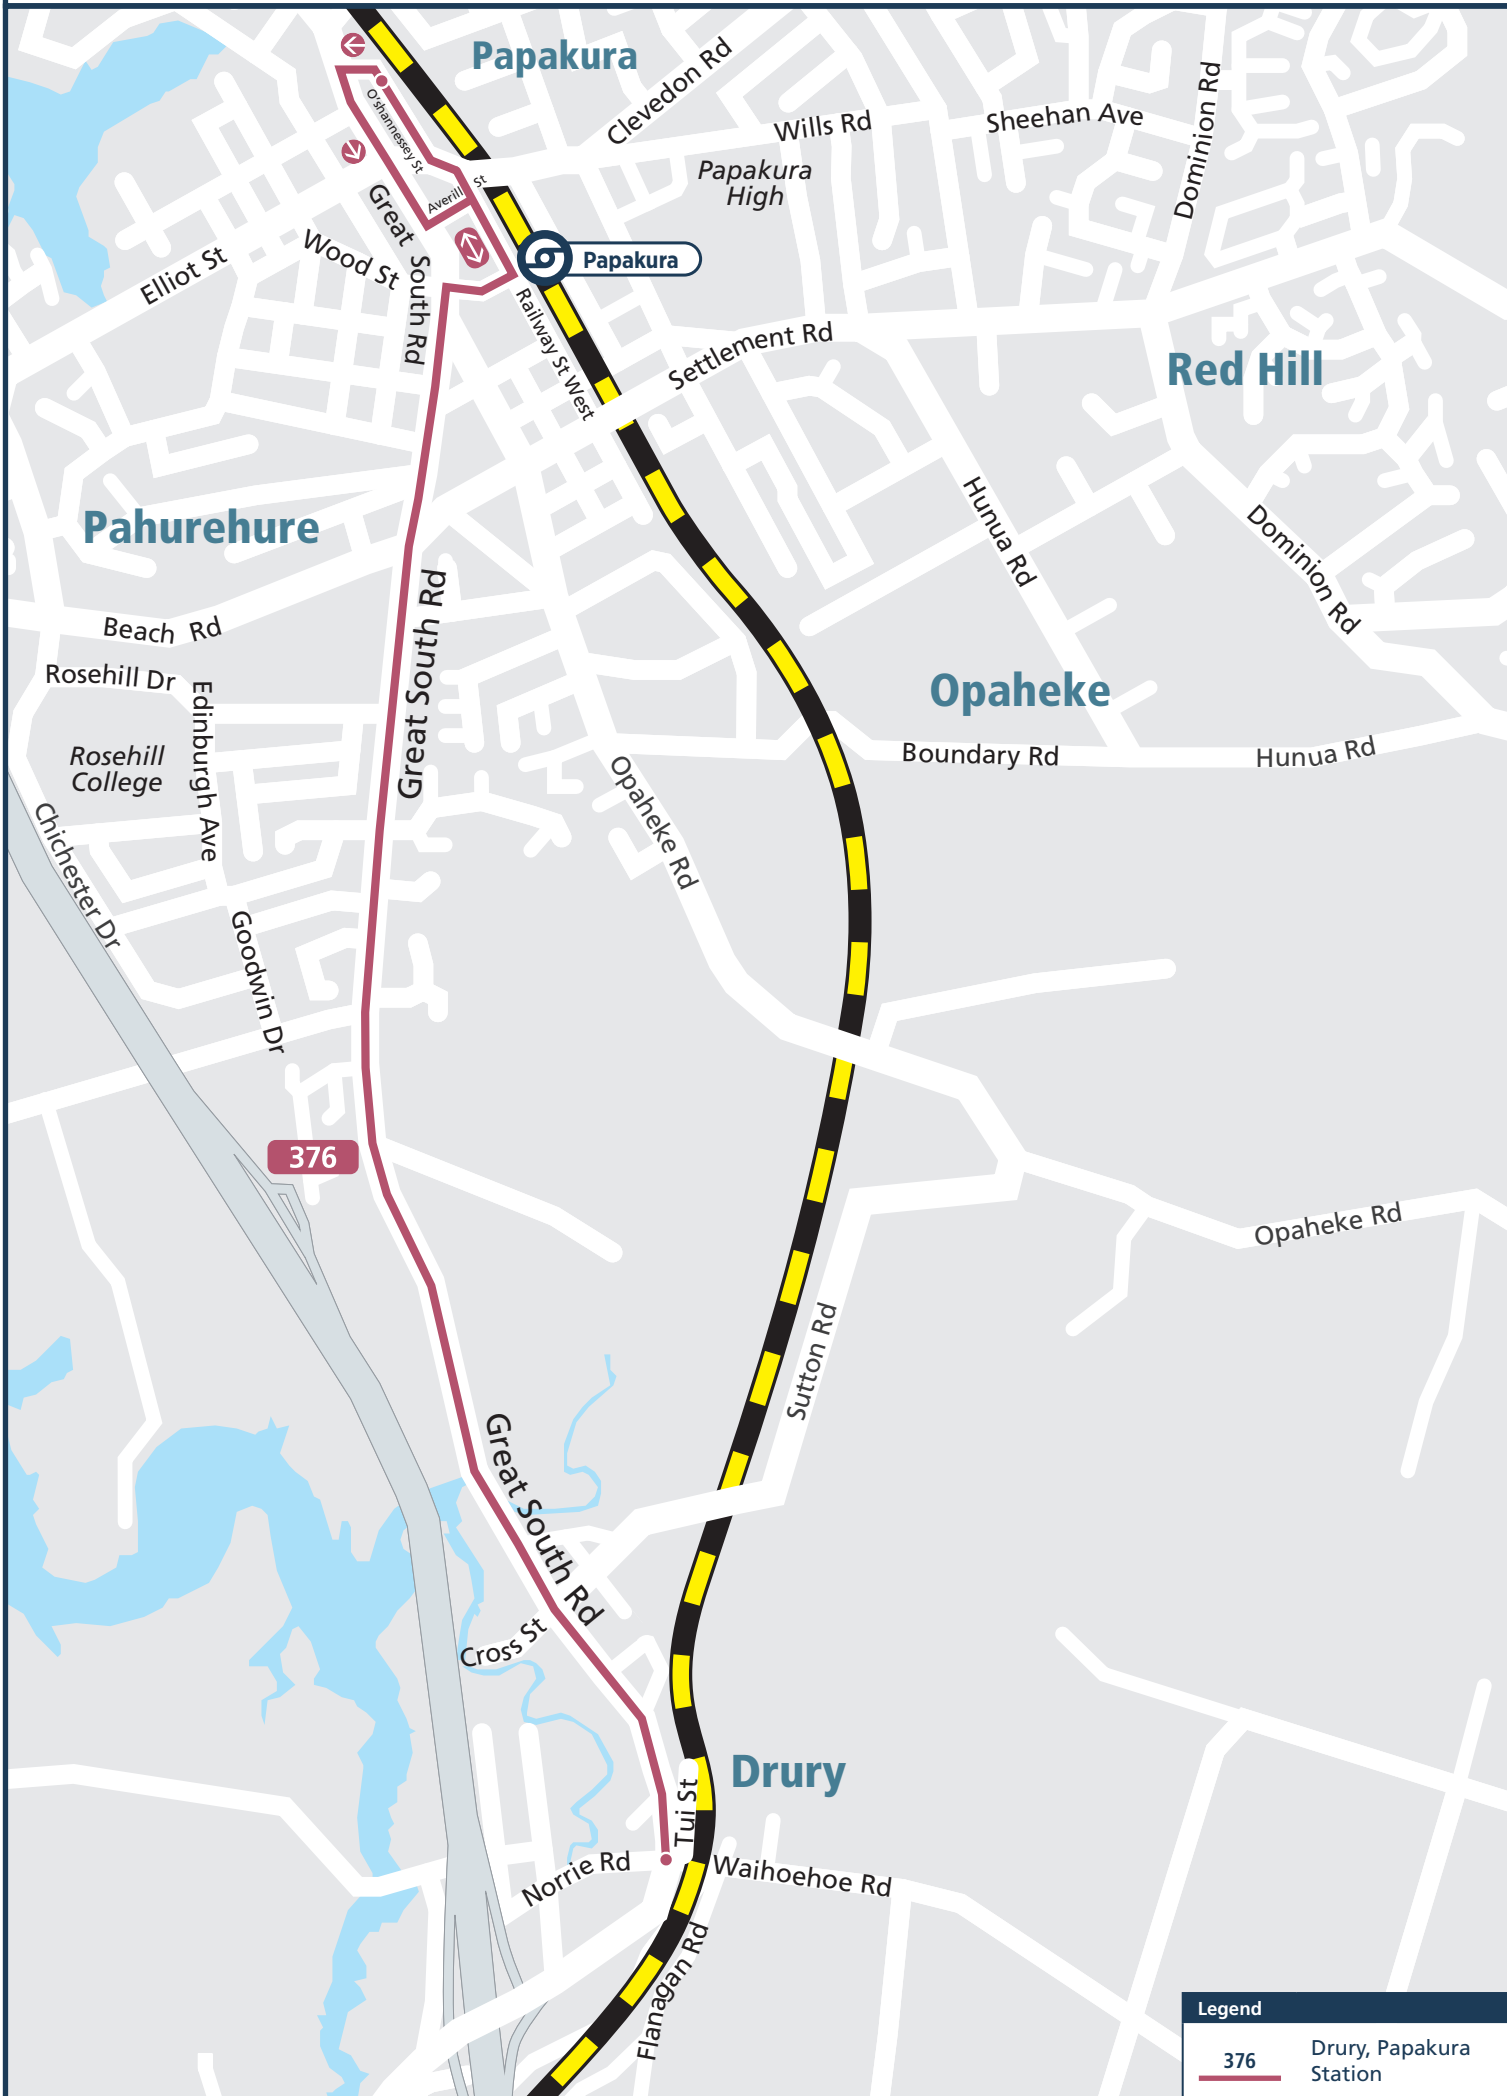 Papakura
Clevedon Rd
Wills Rd
Sheehan Ave
Dominion Rd
O'shannessey St
Papakura
High
Averill St
Great South Rd
Wood St
Elliot St
Papakura
Railway St West
Settlement Rd
Red Hill
Pahurehure
Hunua Rd
Dominion Rd
Great South Rd
Beach Rd
Rosehill Dr
Edinburgh Ave
Opaheke
Rosehill
College
Boundary Rd
Hunua Rd
Opaheke Rd
Chichester Dr
Goodwin Dr
376
Opaheke Rd
Sutton Rd
Great South Rd
Cross St
Drury
Tui St
Norrie Rd
Waihoehoe Rd
Flanagan Rd
Legend
376
Drury, Papakura
Station